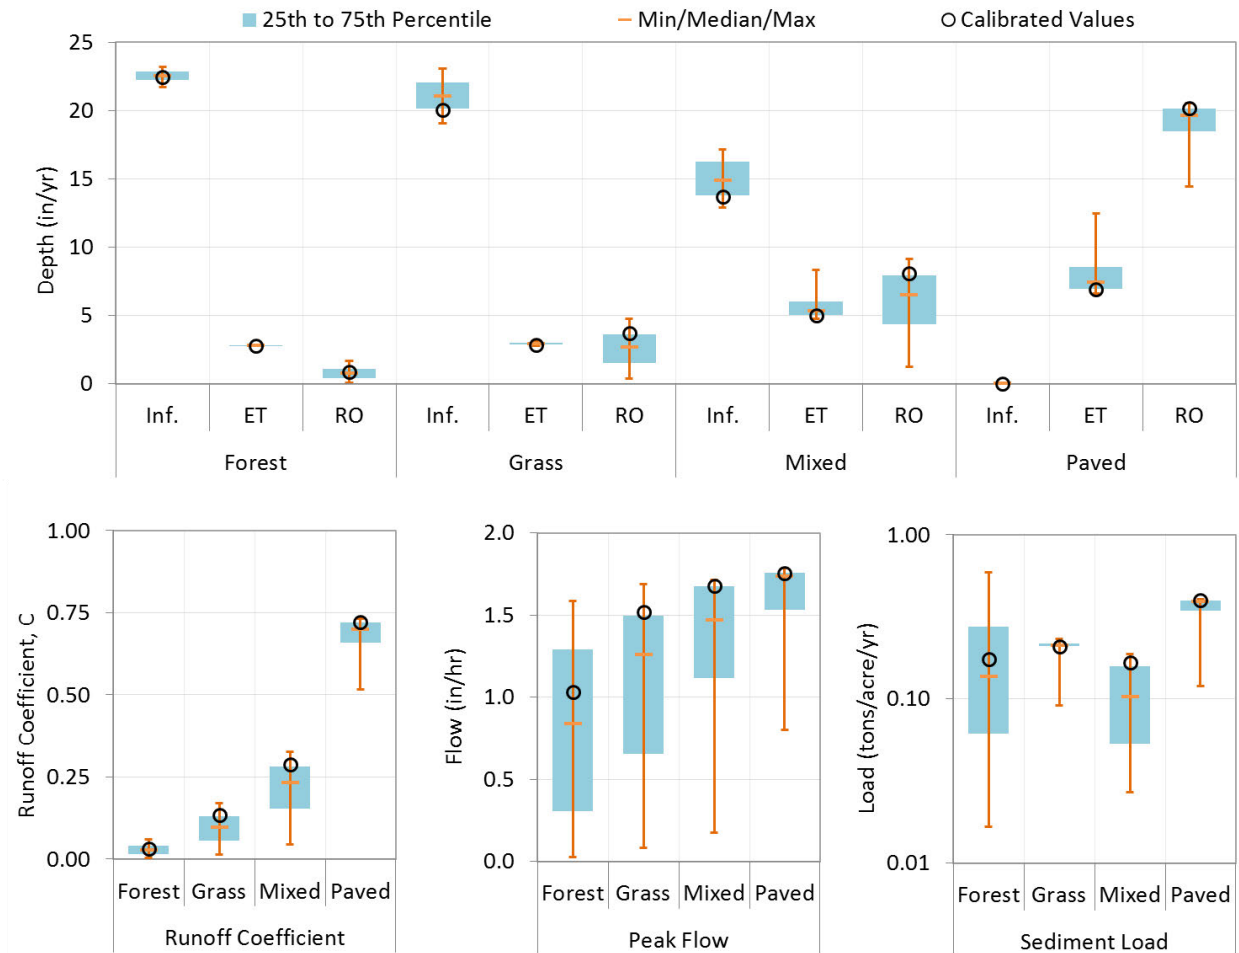 25th to 75th Percentile Min/Median/Max Calibrated Values
25
20
15
10
5
0
Depth (in/yr)
Inf. ET RO Inf. ET RO Inf. ET RO Inf. ET RO
Forest Grass Mixed Paved
1.00
0.75
0.50
0.25
0.00
Runoff Coefficient, C
Forest Grass Mixed Paved
Runoff Coefficient
2.0
1.5
1.0
0.5
0.0
Flow (in/hr)
Forest Grass Mixed Paved
Peak Flow
1.00
0.10
0.01
Load (tons/acre/yr)
Forest Grass Mixed Paved
Sediment Load